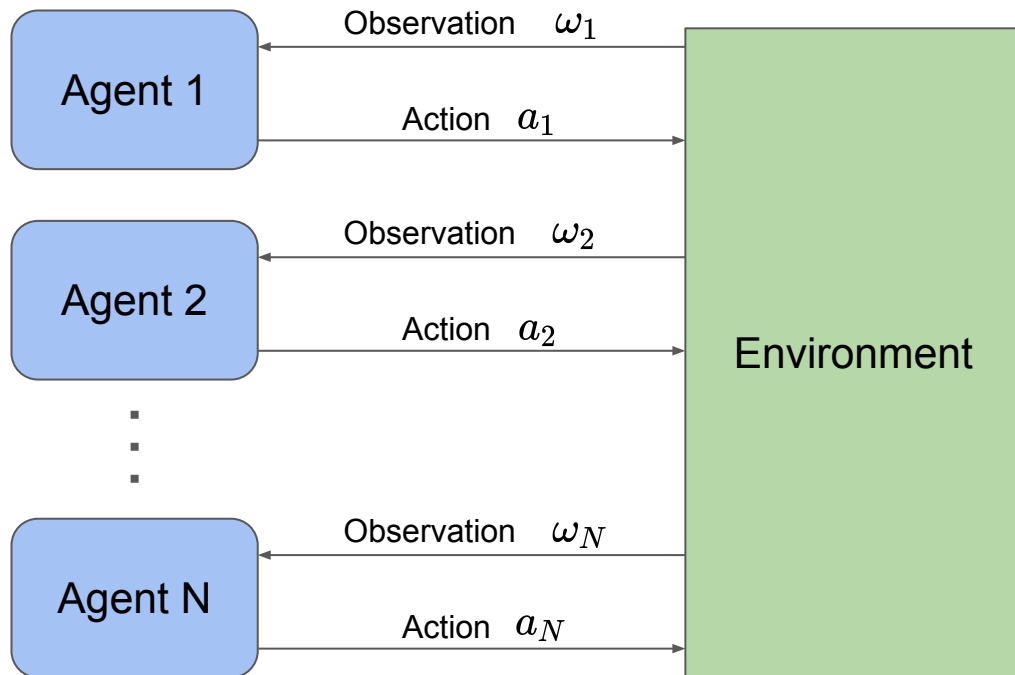 Observation ω₁
Agent 1
Action a₁
Observation ω₂
Agent 2
Action a₂
Environment
Observation ω_N
Agent N
Action a_N